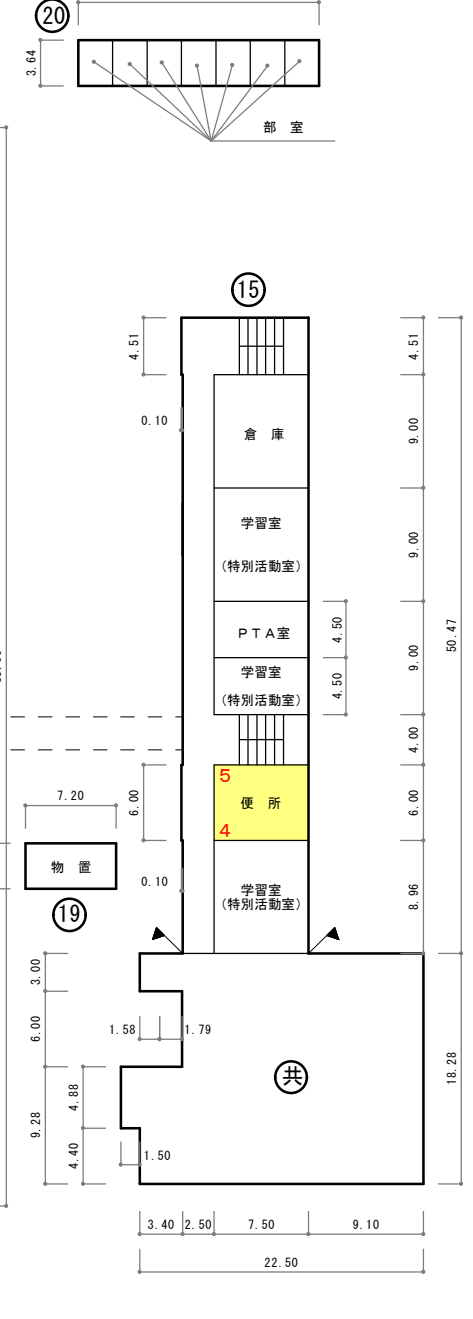 ⑳
3.64
部　室
⑮
4.51
4.51
0.10
倉　庫
9.00
学習室
（特別活動室）
9.00
50.47
ＰＴＡ室
4.50
9.00
学習室
（特別活動室）
4.50
4.00
7.20
6.00
5
便　所
4
6.00
物　置
⑲
0.10
学習室
（特別活動室）
8.96
3.00
6.00
1.58
1.79
共
18.28
9.28
4.88
4.40
1.50
3.40
2.50
7.50
9.10
22.50